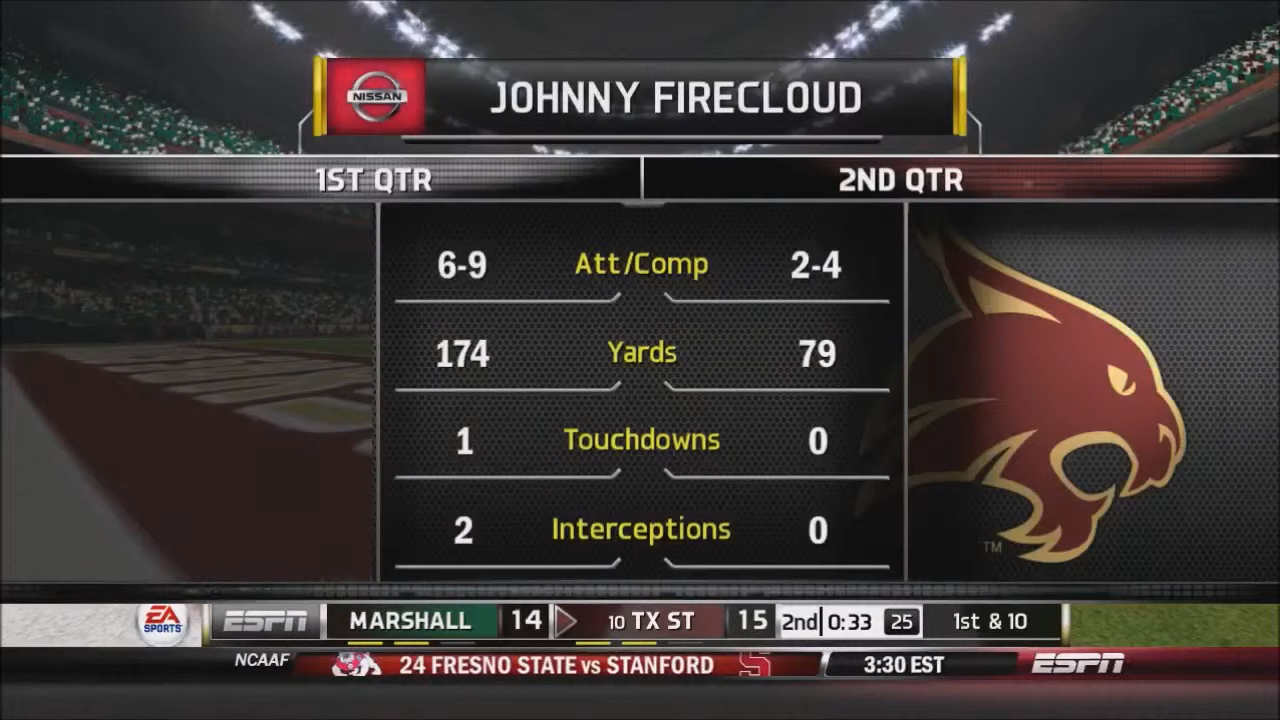 NISSAN
JOHNNY FIRECLOUD
1ST QTR 2ND QTR
6-9 Att/Comp 2-4
174 Yards 79
1 Touchdowns 0
2 Interceptions 0
TM
EA SPORTS ESPN MARSHALL 14 10 TX ST 15 2nd 0:33 25 1st & 10
NCAAF 24 FRESNO STATE vs STANFORD S 3:30 EST ESPN